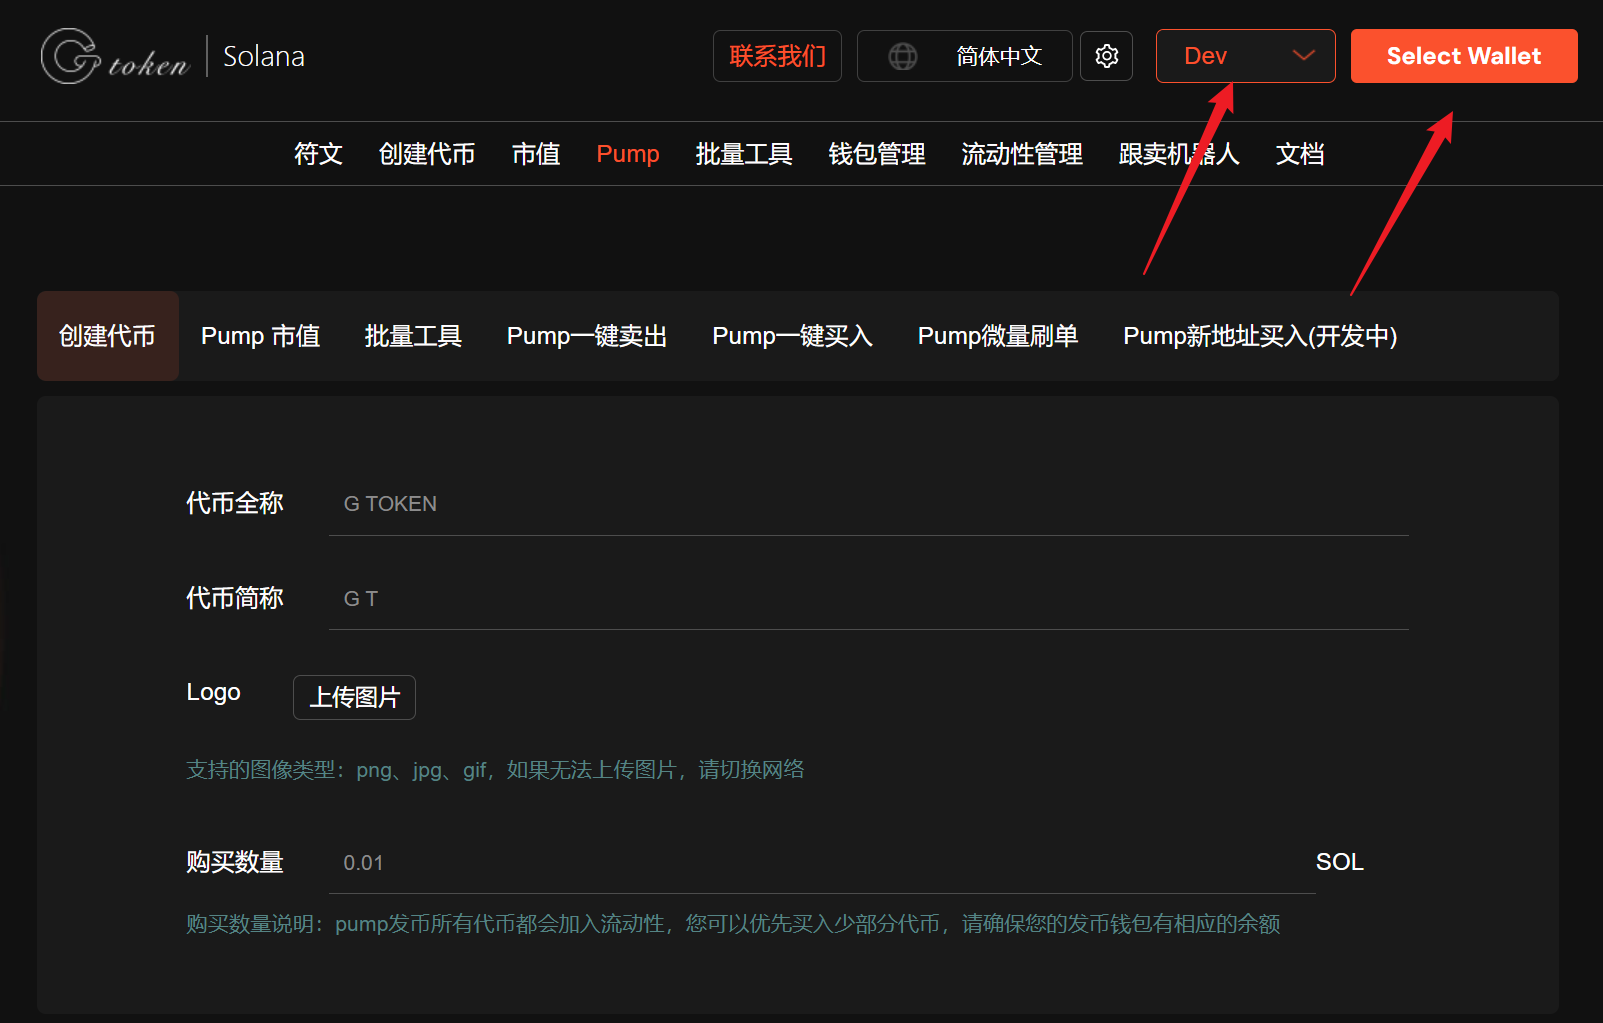 G token | Solana
联系我们
简体中文
Dev
Select Wallet
符文 创建代币 市值 Pump 批量工具 钱包管理 流动性管理 跟卖机器人 文档
创建代币 Pump 市值 批量工具 Pump一键卖出 Pump一键买入 Pump微量刷单 Pump新地址买入(开发中)
代币全称 G TOKEN
代币简称 G T
Logo 上传图片
支持的图像类型：png、jpg、gif，如果无法上传图片，请切换网络
购买数量 0.01 SOL
购买数量说明：pump发币所有代币都会加入流动性，您可以优先买入少部分代币，请确保您的发币钱包有相应的余额